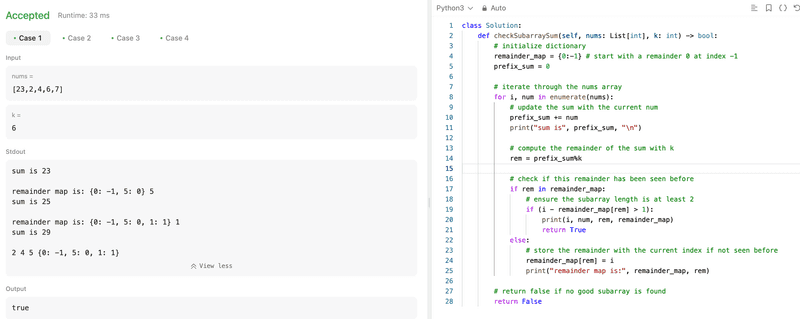 Accepted Runtime: 33 ms
• Case 1 • Case 2 • Case 3 • Case 4
Input
nums =
[23,2,4,6,7]
k =
6
Stdout
sum is 23
remainder map is: {0: -1, 5: 0} 5
sum is 25
remainder map is: {0: -1, 5: 0, 1: 1} 1
sum is 29
2 4 5 {0: -1, 5: 0, 1: 1}
View less
Output
true
Python3 Auto
1 class Solution:
2     def checkSubarraySum(self, nums: List[int], k: int) -> bool:
3         # initialize dictionary
4         remainder_map = {0:-1} # start with a remainder 0 at index -1
5         prefix_sum = 0
6
7         # iterate through the nums array
8         for i, num in enumerate(nums):
9             # update the sum with the current num
10             prefix_sum += num
11             print("sum is", prefix_sum, "\n")
12
13             # compute the remainder of the sum with k
14             rem = prefix_sum%k
15
16             # check if this remainder has been seen before
17             if rem in remainder_map:
18                 # ensure the subarray length is at least 2
19                 if (i - remainder_map[rem] > 1):
20                     print(i, num, rem, remainder_map)
21                     return True
22             else:
23                 # store the remainder with the current index if not seen before
24                 remainder_map[rem] = i
25                 print("remainder map is:", remainder_map, rem)
26
27         # return false if no good subarray is found
28         return False